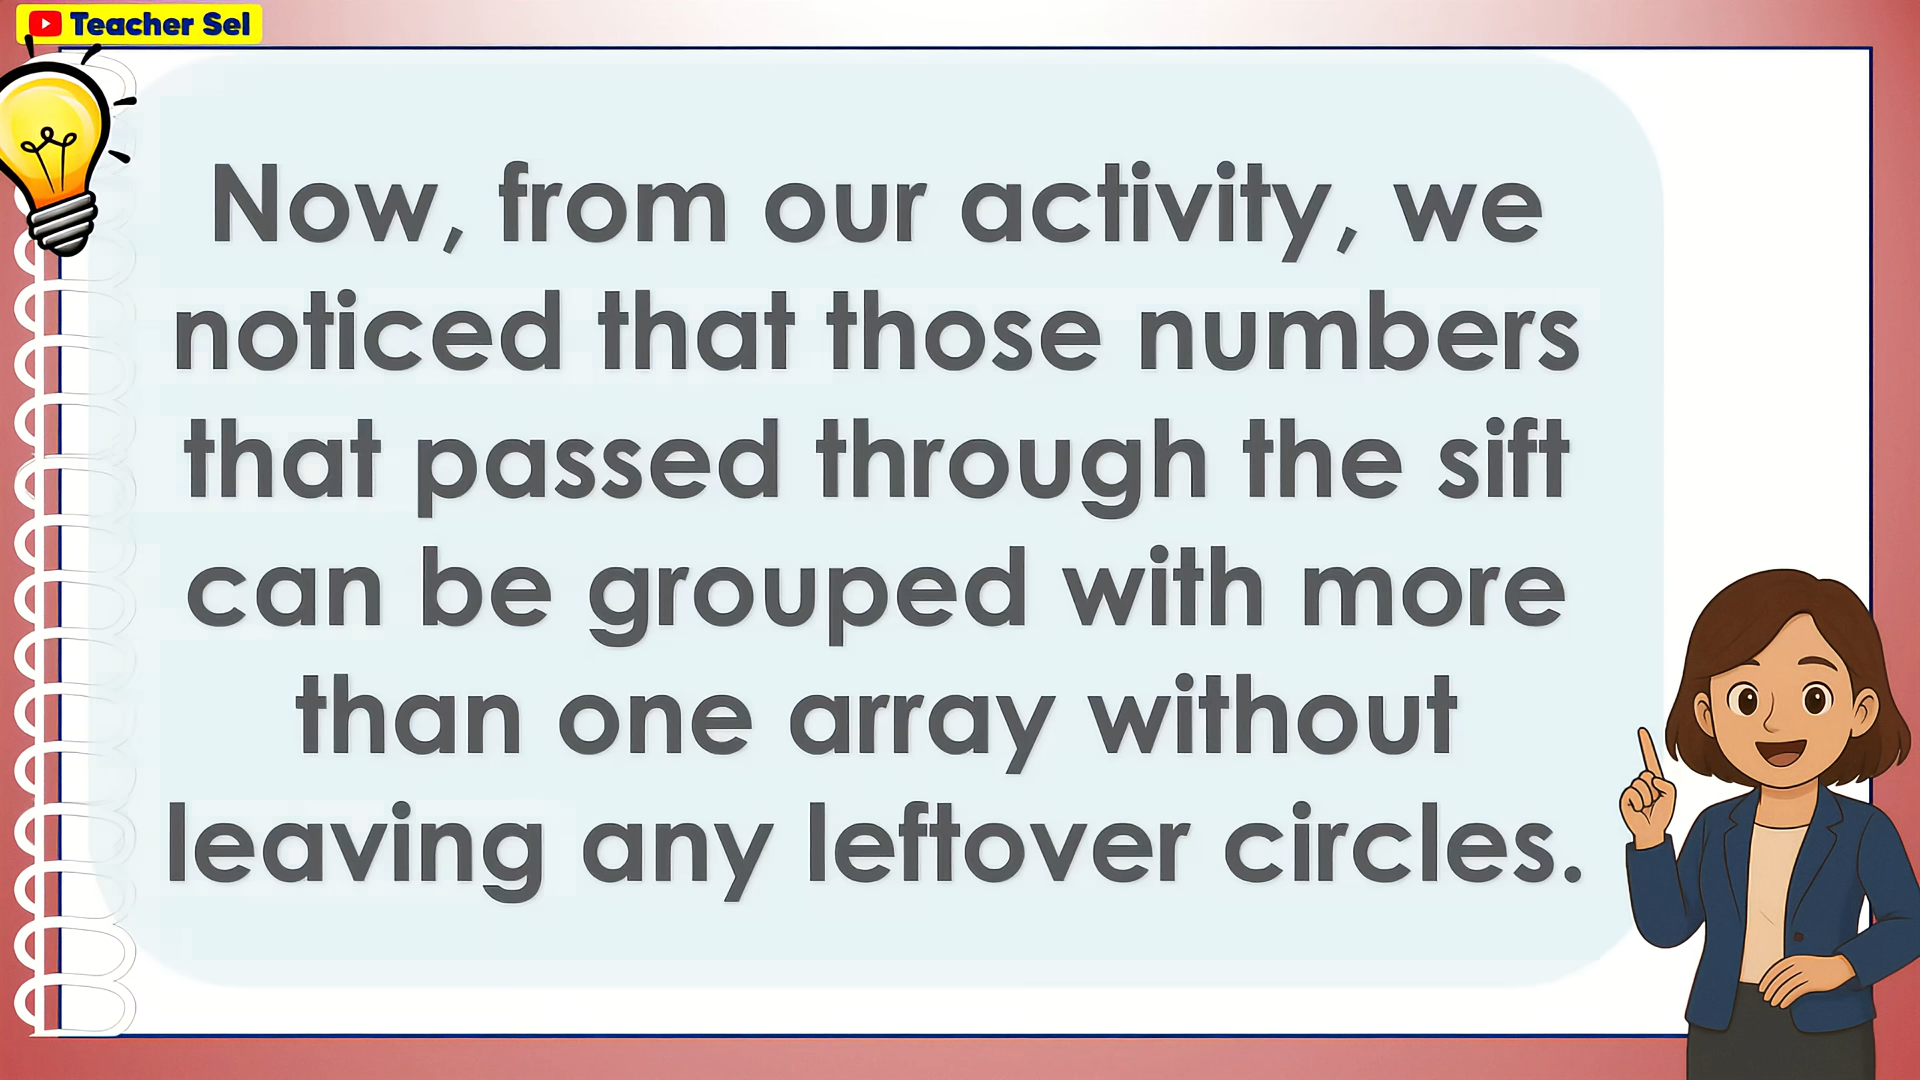 Teacher Sel
Now, from our activity, we
noticed that those numbers
that passed through the sift
can be grouped with more
than one array without
leaving any leftover circles.